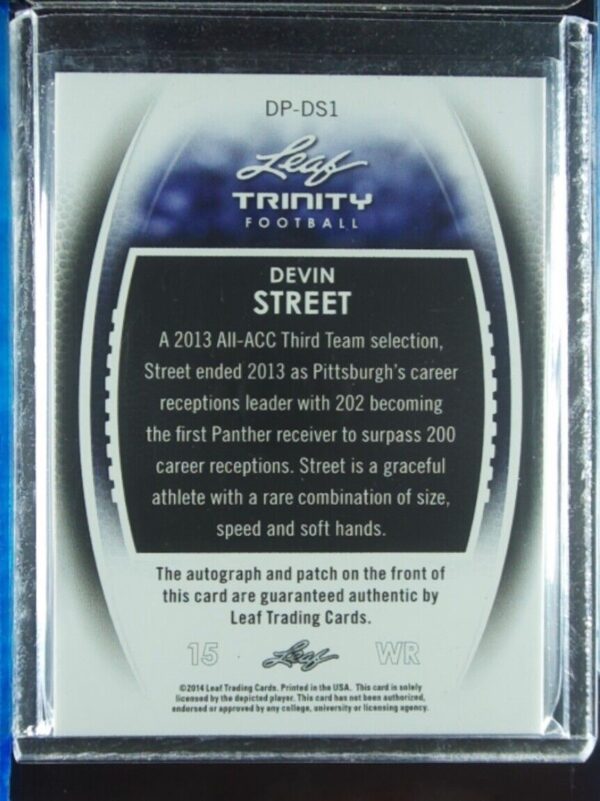 DP-DS1
Leaf
TRINITY
FOOTBALL
DEVIN
STREET
A 2013 All-ACC Third Team selection,
Street ended 2013 as Pittsburgh's career
receptions leader with 202 becoming
the first Panther receiver to surpass 200
career receptions. Street is a graceful
athlete with a rare combination of size,
speed and soft hands.
The autograph and patch on the front of
this card are guaranteed authentic by
Leaf Trading Cards.
15 Leaf WR
©2014 Leaf Trading Cards. Printed in the USA. This card is solely
licensed by the depicted player. This card has not been authorized,
endorsed or approved by any college, university or licensing agency.